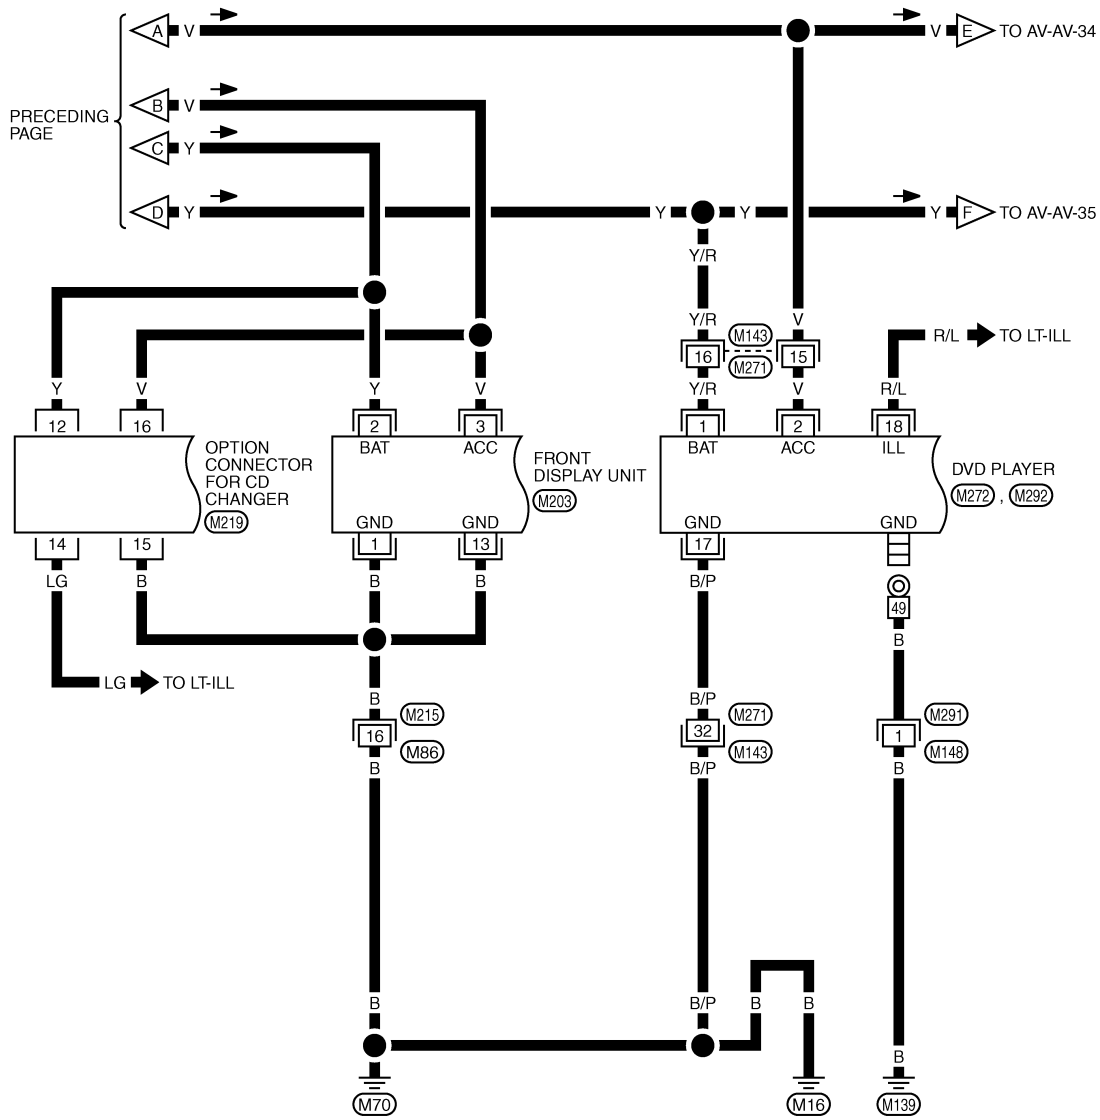 A V V E TO AV-AV-34
PRECEDING
PAGE
B V
C Y
D Y Y Y Y F TO AV-AV-35
Y/R
Y/R M143 V
16 15
M271
R/L TO LT-ILL
Y V Y V Y/R V R/L
12 16 2 3 1 2 18
BAT ACC BAT ACC ILL
OPTION
CONNECTOR
FOR CD
CHANGER
M219
FRONT
DISPLAY UNIT
M203
DVD PLAYER
M272 , M292
GND GND GND GND
14 15 1 13 17
LG B B B B/P
49
B
LG TO LT-ILL
B B/P
M215 M271 M291
16 32 1
M86 M143 M148
B B/P B
B B/P B B
B
M70 M16 M139